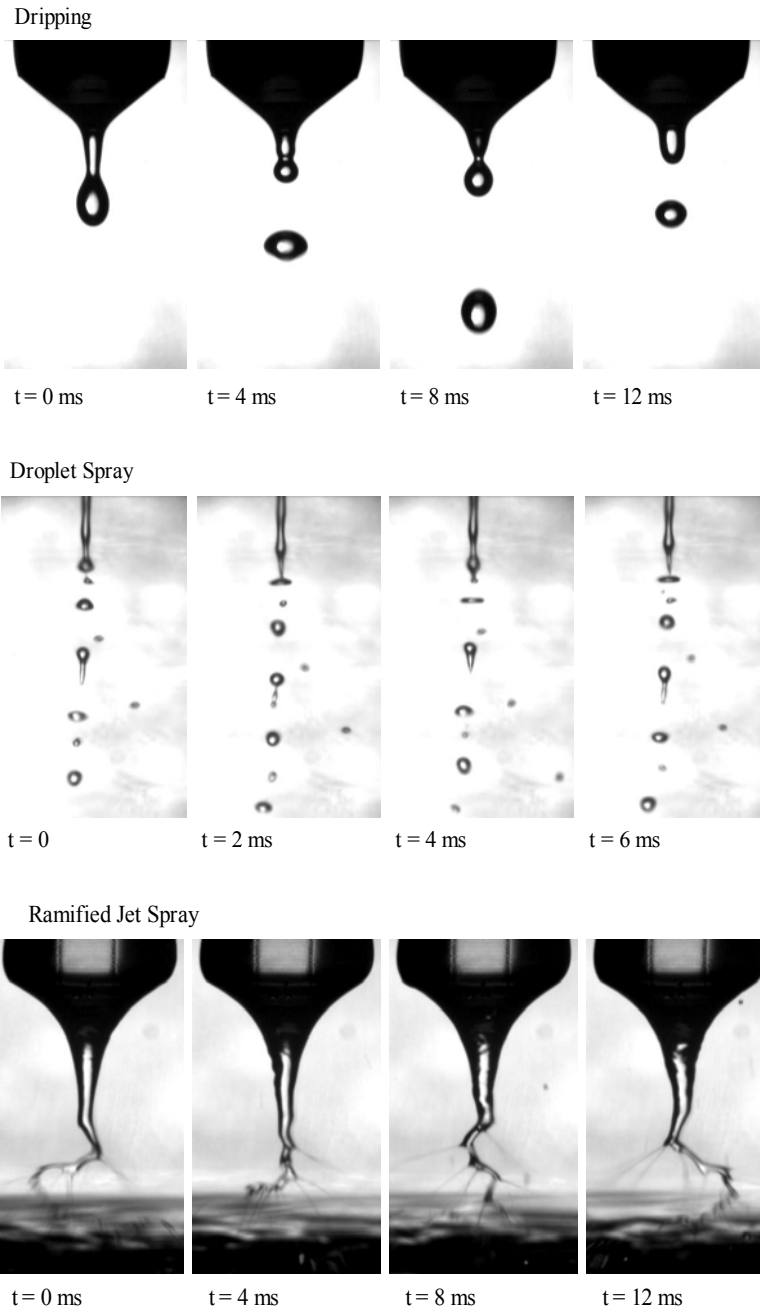 Dripping
t = 0 ms t = 4 ms t = 8 ms t = 12 ms
Droplet Spray
t = 0 t = 2 ms t = 4 ms t = 6 ms
Ramified Jet Spray
t = 0 ms t = 4 ms t = 8 ms t = 12 ms